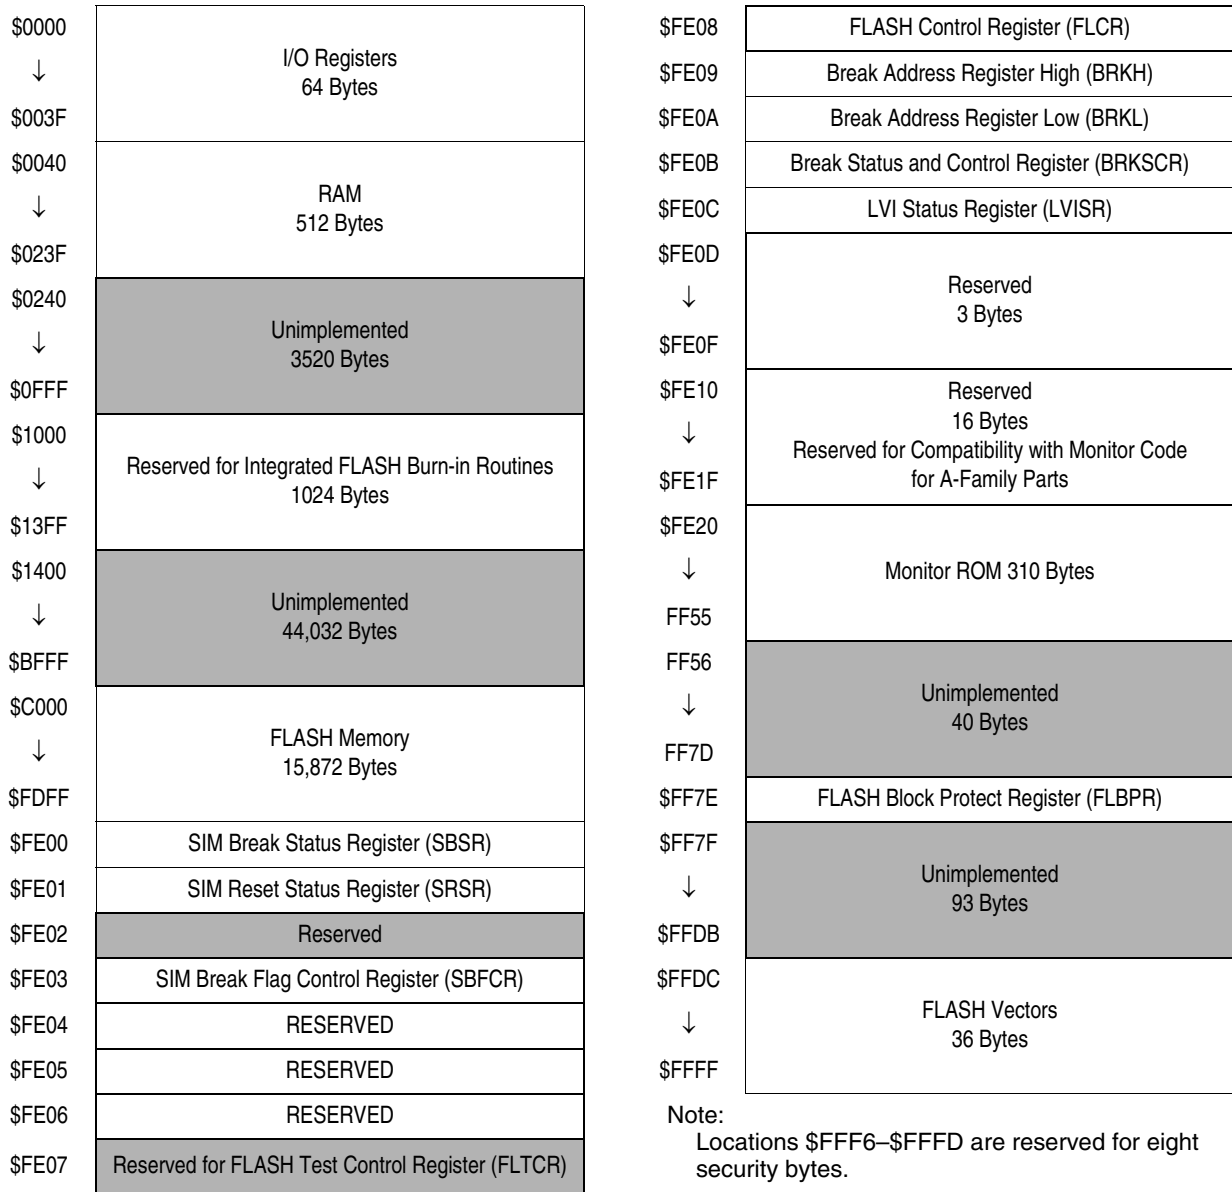 $0000
↓
$003F
I/O Registers
64 Bytes
$0040
↓
$023F
RAM
512 Bytes
$0240
↓
$0FFF
Unimplemented
3520 Bytes
$1000
↓
$13FF
Reserved for Integrated FLASH Burn-in Routines
1024 Bytes
$1400
↓
$BFFF
Unimplemented
44,032 Bytes
$C000
↓
$FDFF
FLASH Memory
15,872 Bytes
$FE00
SIM Break Status Register (SBSR)
$FE01
SIM Reset Status Register (SRSR)
$FE02
Reserved
$FE03
SIM Break Flag Control Register (SBFCR)
$FE04
RESERVED
$FE05
RESERVED
$FE06
RESERVED
$FE07
Reserved for FLASH Test Control Register (FLTCR)
$FE08
FLASH Control Register (FLCR)
$FE09
Break Address Register High (BRKH)
$FE0A
Break Address Register Low (BRKL)
$FE0B
Break Status and Control Register (BRKSCR)
$FE0C
LVI Status Register (LVISR)
$FE0D
↓
$FE0F
Reserved
3 Bytes
$FE10
↓
$FE1F
Reserved
16 Bytes
Reserved for Compatibility with Monitor Code
for A-Family Parts
$FE20
↓
FF55
Monitor ROM 310 Bytes
FF56
↓
FF7D
Unimplemented
40 Bytes
$FF7E
FLASH Block Protect Register (FLBPR)
$FF7F
↓
$FFDB
Unimplemented
93 Bytes
$FFDC
↓
$FFFF
FLASH Vectors
36 Bytes
Note:
Locations $FFF6–$FFFD are reserved for eight
security bytes.